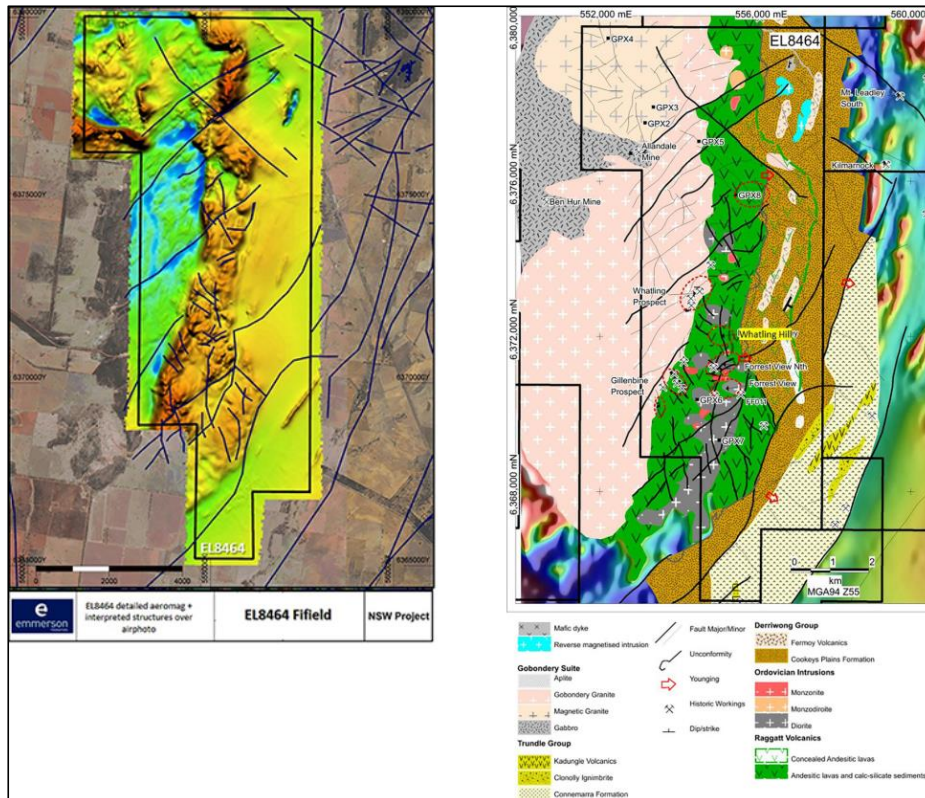 EL8464
emmerson
EL8464 detailed aeromag +
interpreted structures over
airphoto
EL8464 Fifield
NSW Project
0
2000
4000
6375000Y
6370000Y
6375000Y
6370000Y
6365000Y
552,000 mE
556,000 mE
560,000
6,380,000 mN
6,376,000 mN
6,372,000 mN
6,368,000 mN
EL8464
GPX4
GPX3
GPX2
Allandale
Mine
GPX5
Mt. Leadley
South
Kilmarnock
Ben Hur Mine
GPX8
Whatling
Prospect
Whatling Hill
Forrest View Nth
Gillenbine
Prospect
Forrest View
GPX6
FF011
GPX7
0 1 2
km
MGA94 Z55
Mafic dyke
Reverse magnetised intrusion
Gobondery Suite
Aplite
Gobondery Granite
Magnetic Granite
Gabbro
Trundle Group
Kadungle Volcanics
Clonolly Ignimbrite
Connemarra Formation
Fault Major/Minor
Unconformity
Younging
Historic Workings
Dip/strike
Derriwong Group
Fermoy Volcanics
Cookeys Plains Formation
Ordovician Intrusions
Monzonite
Monzodiroite
Diorite
Raggatt Volcanics
Concealed Andesitic lavas
Andesitic lavas and calc-silicate sediments